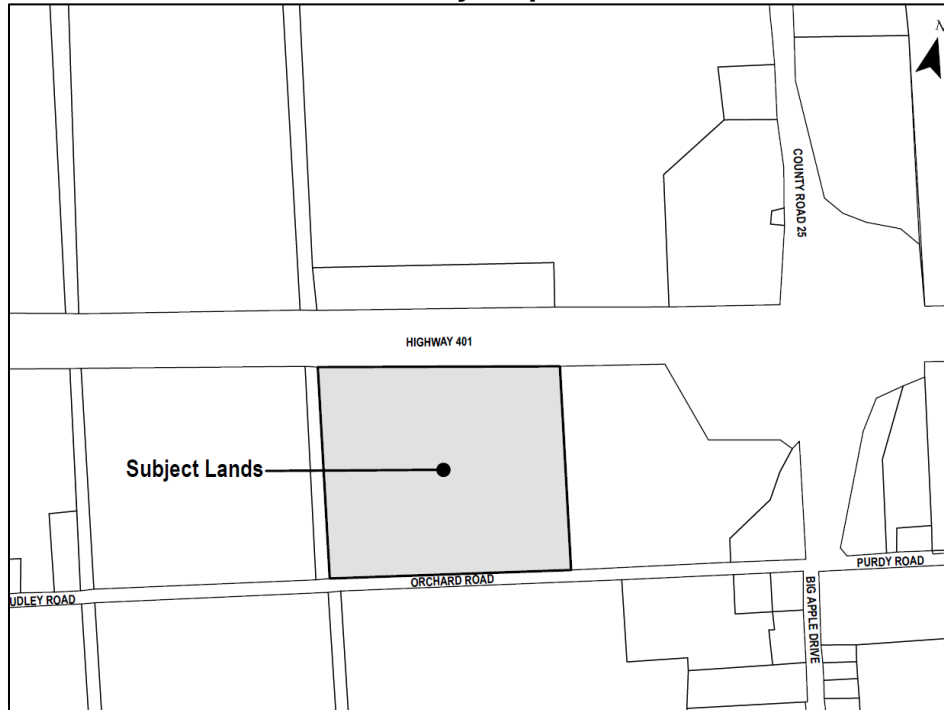 N
COUNTY ROAD 25
HIGHWAY 401
Subject Lands
ORCHARD ROAD
PURDY ROAD
UDLEY ROAD
BIG APPLE DRIVE